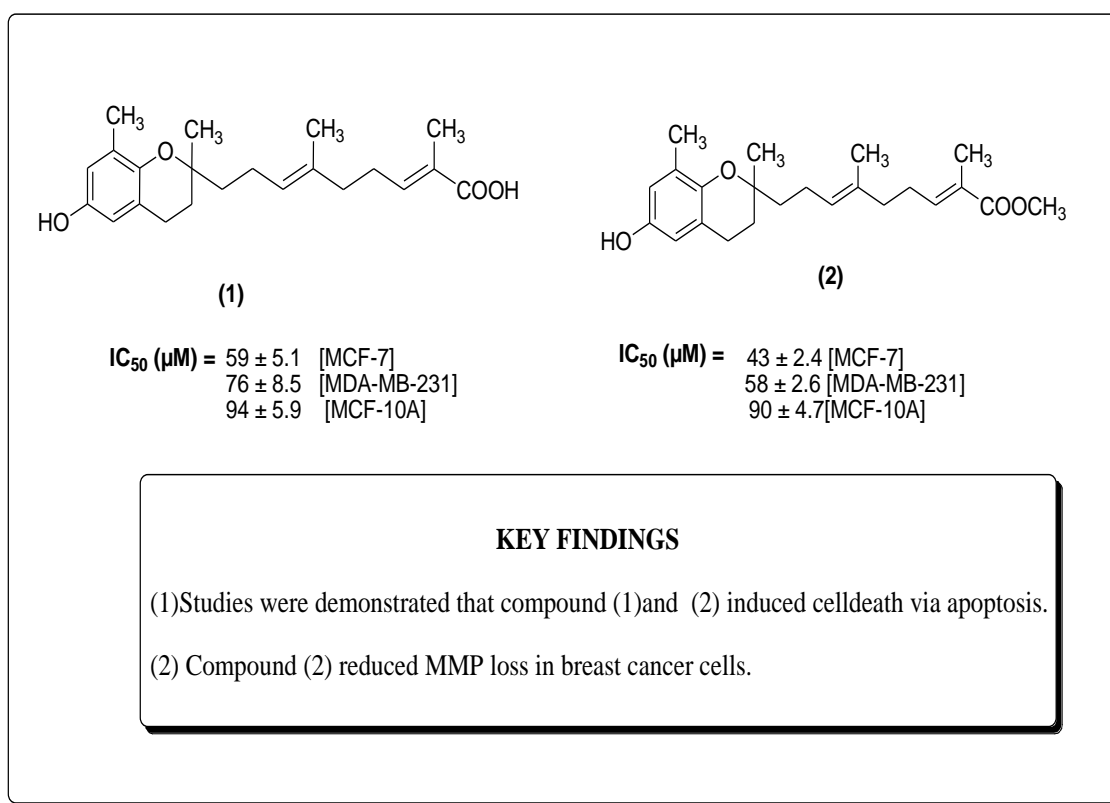 CH3
CH3
CH3
CH3
O
COOH
HO
(1)
CH3
CH3
CH3
CH3
O
COOCH3
HO
(2)
IC50 (µM) = 59 ± 5.1 [MCF-7]
76 ± 8.5 [MDA-MB-231]
94 ± 5.9 [MCF-10A]
IC50 (µM) = 43 ± 2.4 [MCF-7]
58 ± 2.6 [MDA-MB-231]
90 ± 4.7[MCF-10A]
KEY FINDINGS
(1)Studies were demonstrated that compound (1)and (2) induced celldeath via apoptosis.
(2) Compound (2) reduced MMP loss in breast cancer cells.